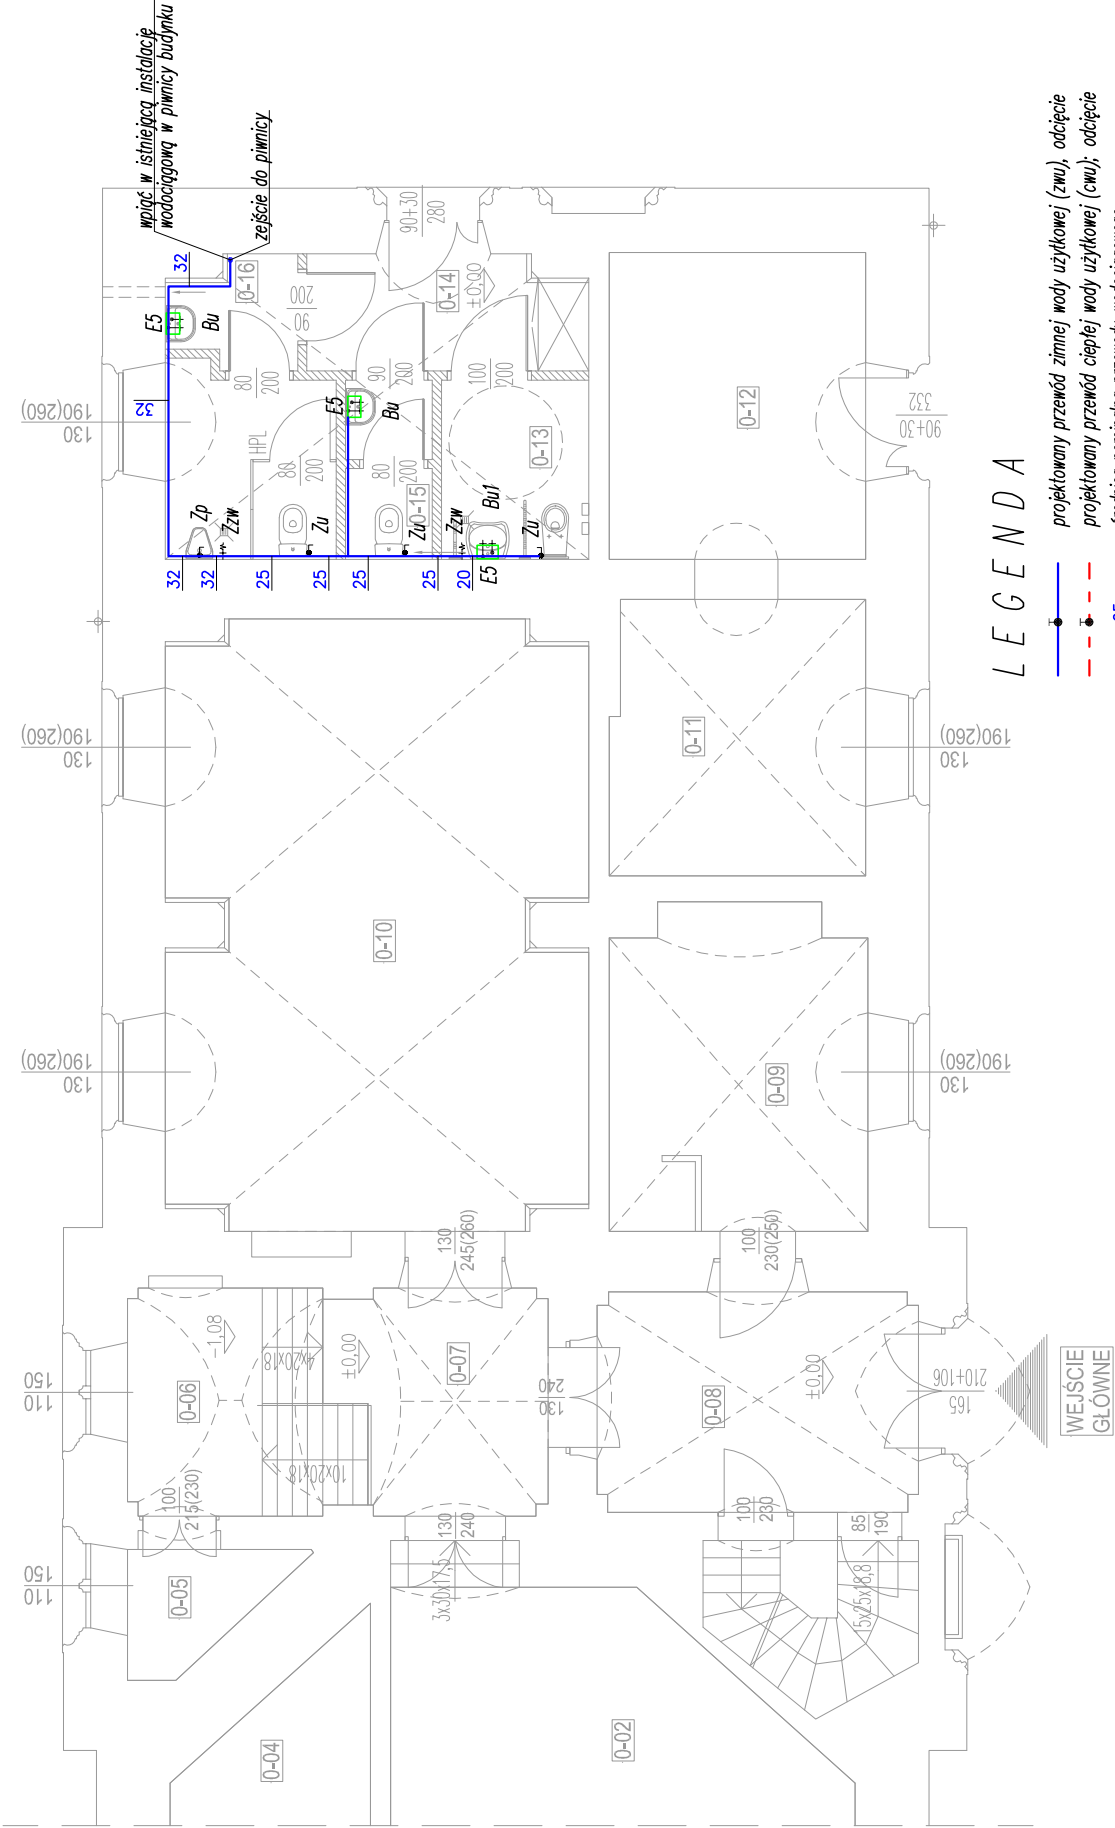 wpiąć w istniejącą instalację
wodociągową w piwnicy budynku
zejście do piwnicy
32
E5
Bu
0-16
90
200
0-14
±0,00
90+30
280
190(260)
130
32
80
200
90
200
100
200
E5
Bu
HPL
80
200
80
200
0-15
0-13
0-12
90+30
332
Zp
Zzw
Zu
Zu
Zzw
Bu1
Zu
E5
32
32
25
25
25
25
20
190(260)
130
0-11
190(260)
130
0-10
190(260)
130
0-09
190(260)
130
130
245(260)
100
230(250)
-1,08
4x20x18
±0,00
0-07
0-06
150
110
10x20x18
240
130
0-08
±0,00
210+106
165
WEJŚCIE
GŁÓWNE
100
215(230)
150
110
0-05
130
240
3x30x17,5
100
230
85
190
15x25x18,8
0-04
0-02
LEGENDA
projektowany przewód zimnej wody użytkowej (zwu), odcięcie
projektowany przewód ciepłej wody użytkowej (cwu); odcięcie